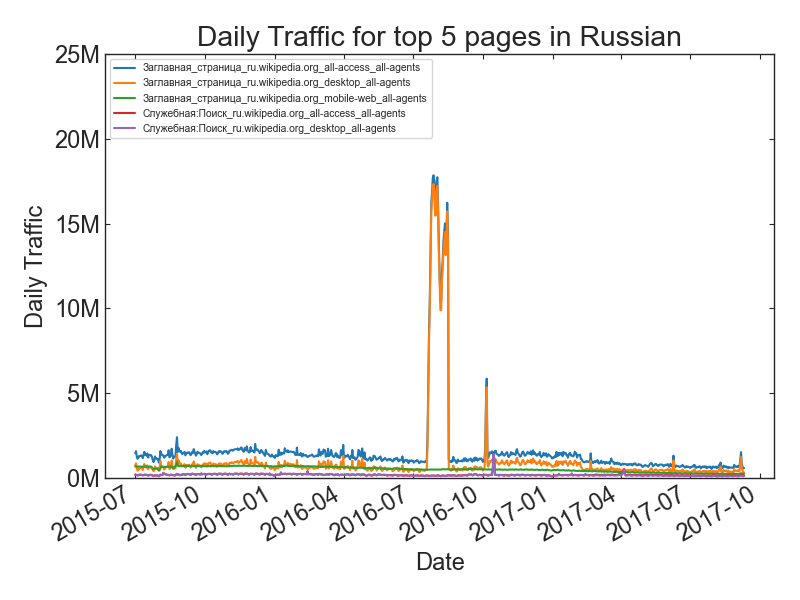 Daily Traffic for top 5 pages in Russian
25M
20M
15M
10M
5M
0M
Daily Traffic
Заглавная_страница_ru.wikipedia.org_all-access_all-agents
Заглавная_страница_ru.wikipedia.org_desktop_all-agents
Заглавная_страница_ru.wikipedia.org_mobile-web_all-agents
Служебная:Поиск_ru.wikipedia.org_all-access_all-agents
Служебная:Поиск_ru.wikipedia.org_desktop_all-agents
2015-07
2015-10
2016-01
2016-04
2016-07
2016-10
2017-01
2017-04
2017-07
2017-10
Date